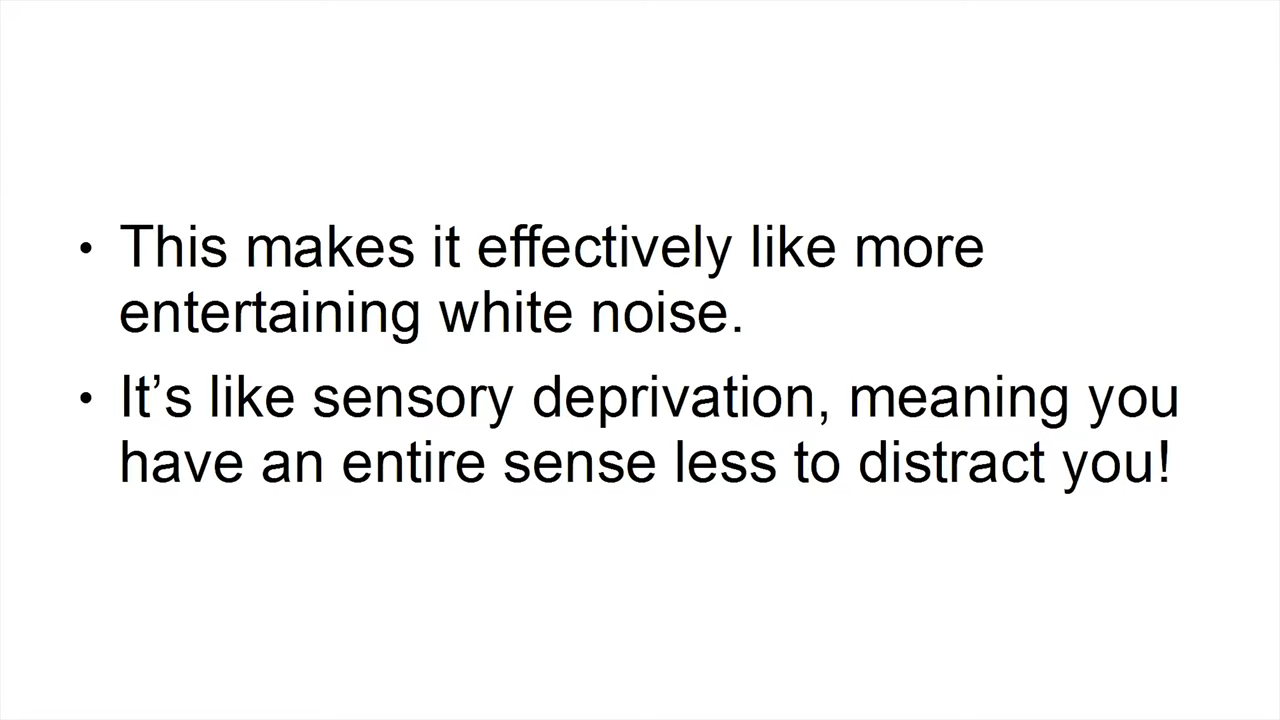 • This makes it effectively like more
entertaining white noise.
• It’s like sensory deprivation, meaning you
have an entire sense less to distract you!